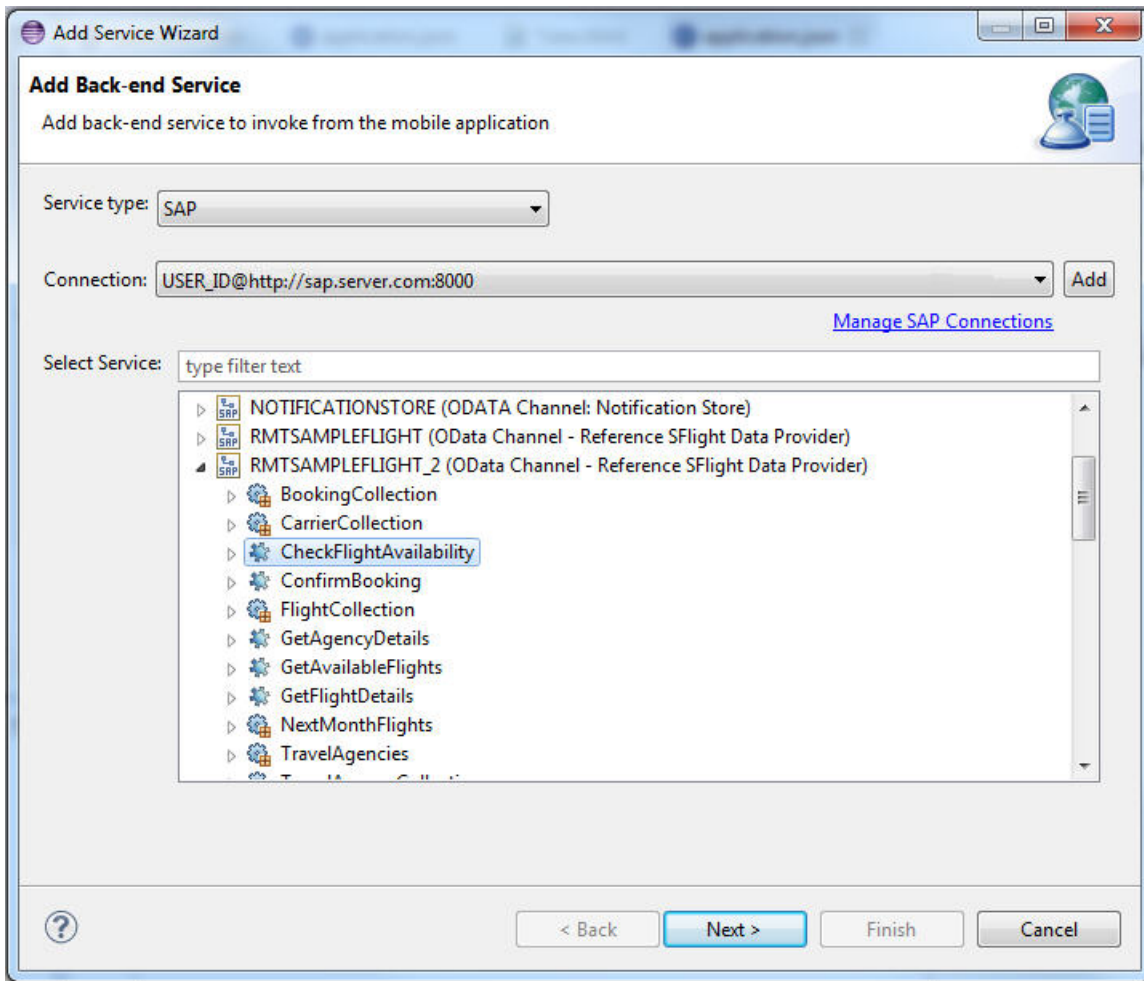 Add Service Wizard
Add Back-end Service
Add back-end service to invoke from the mobile application
Service type: SAP
Connection: USER_ID@http://sap.server.com:8000 Add
Manage SAP Connections
Select Service: type filter text
SAP NOTIFICATIONSTORE (ODATA Channel: Notification Store)
SAP RMTSAMPLEFLIGHT (OData Channel - Reference SFlight Data Provider)
SAP RMTSAMPLEFLIGHT_2 (OData Channel - Reference SFlight Data Provider)
BookingCollection
CarrierCollection
CheckFlightAvailability
ConfirmBooking
FlightCollection
GetAgencyDetails
GetAvailableFlights
GetFlightDetails
NextMonthFlights
TravelAgencies
? < Back Next > Finish Cancel